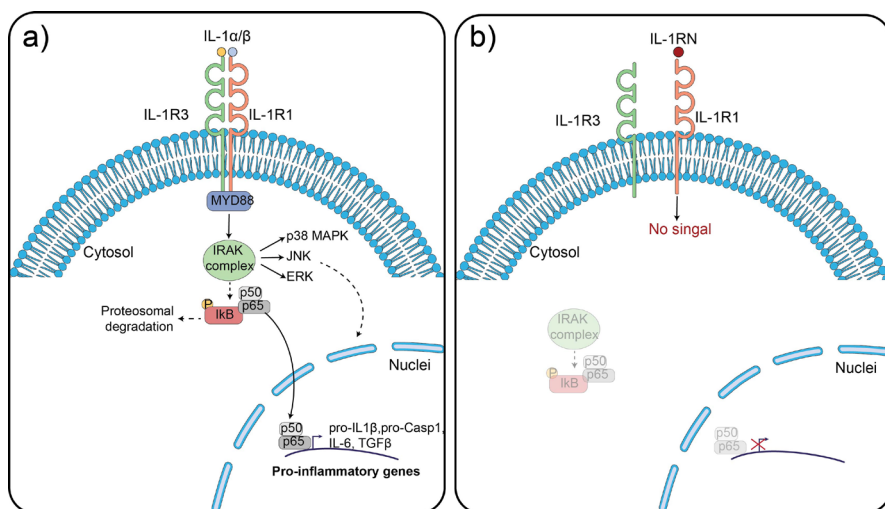 a)
IL-1α/β
IL-1R3
IL-1R1
MYD88
Cytosol
IRAK
complex
p38 MAPK
JNK
ERK
P
IkB
p50
p65
Proteosomal
degradation
Nuclei
p50
p65
pro-IL1β,pro-Casp1,
IL-6, TGFβ
Pro-inflammatory genes
b)
IL-1RN
IL-1R3
IL-1R1
No singal
Cytosol
IRAK
complex
P
IkB
p50
p65
Nuclei
p50
p65